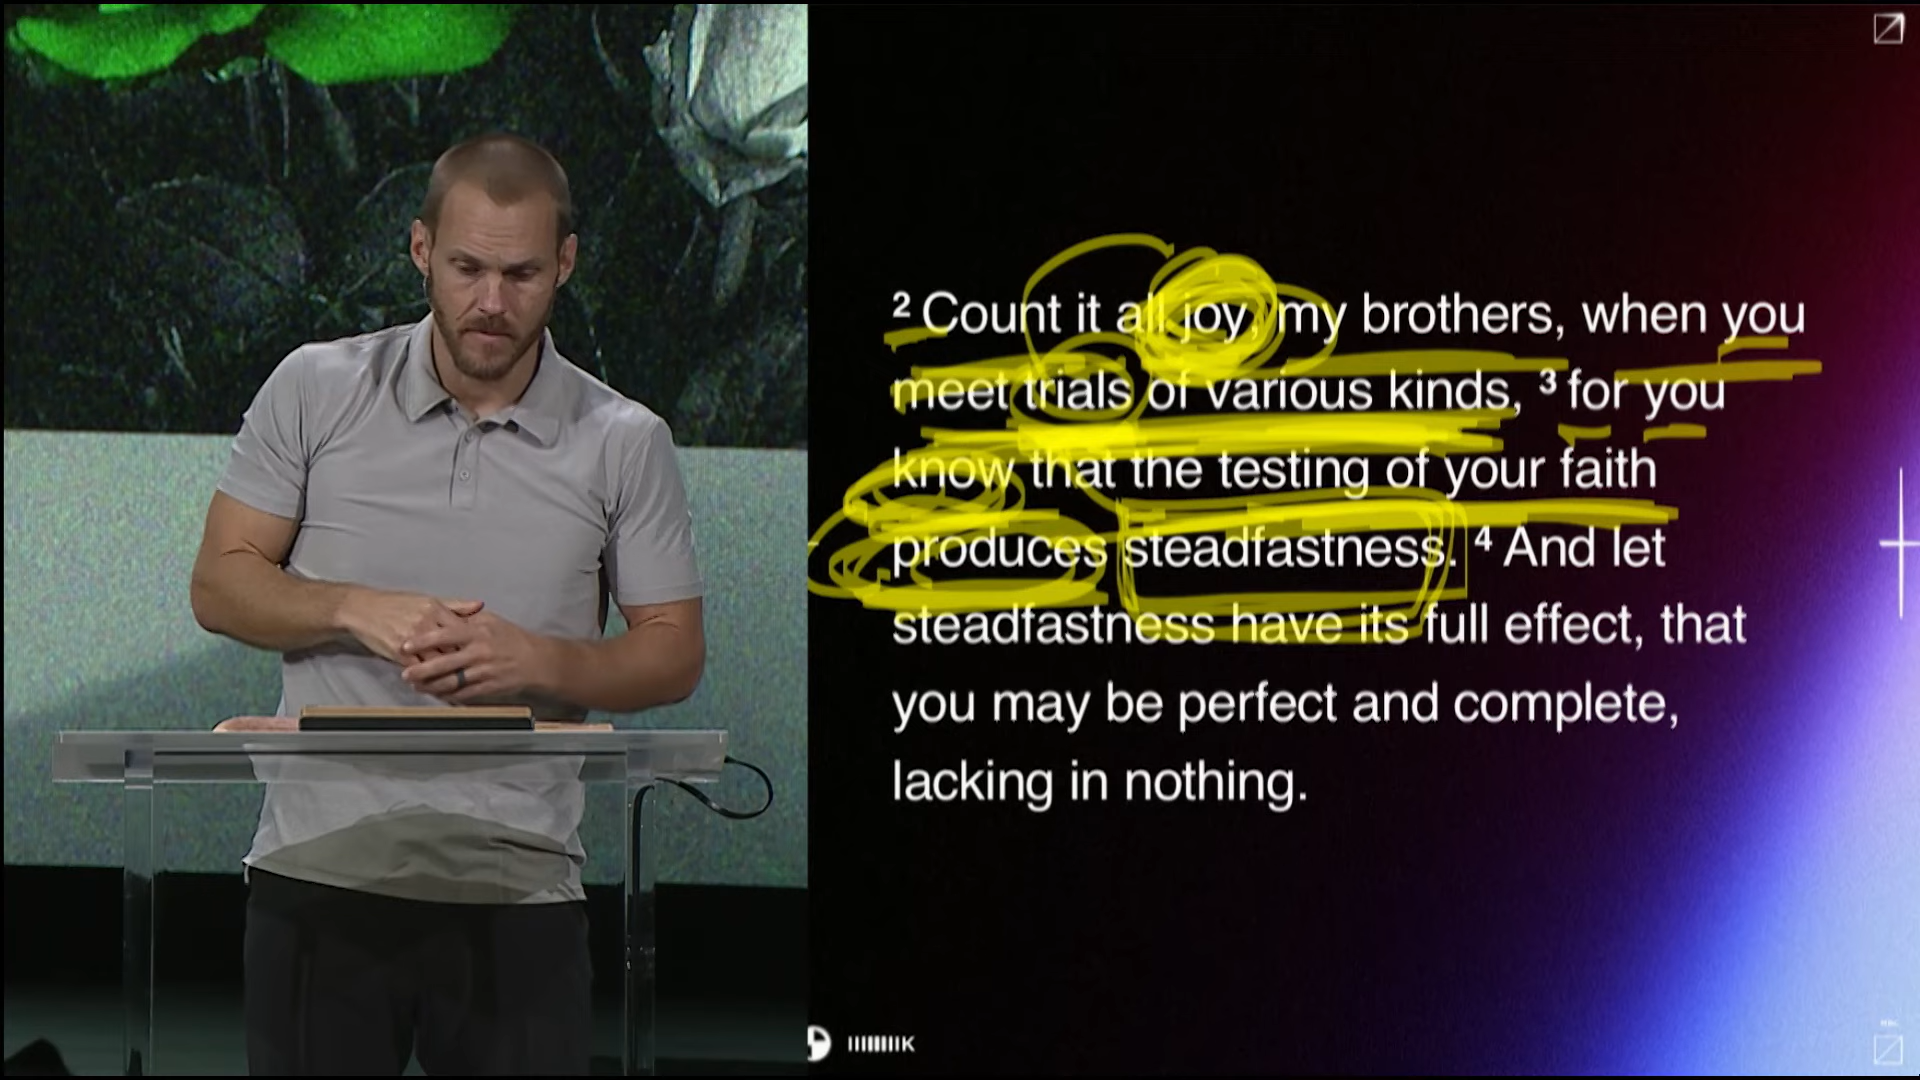 ² Count it all joy, my brothers, when you
meet trials of various kinds, ³ for you
know that the testing of your faith
produces steadfastness. ⁴ And let
steadfastness have its full effect, that
you may be perfect and complete,
lacking in nothing.